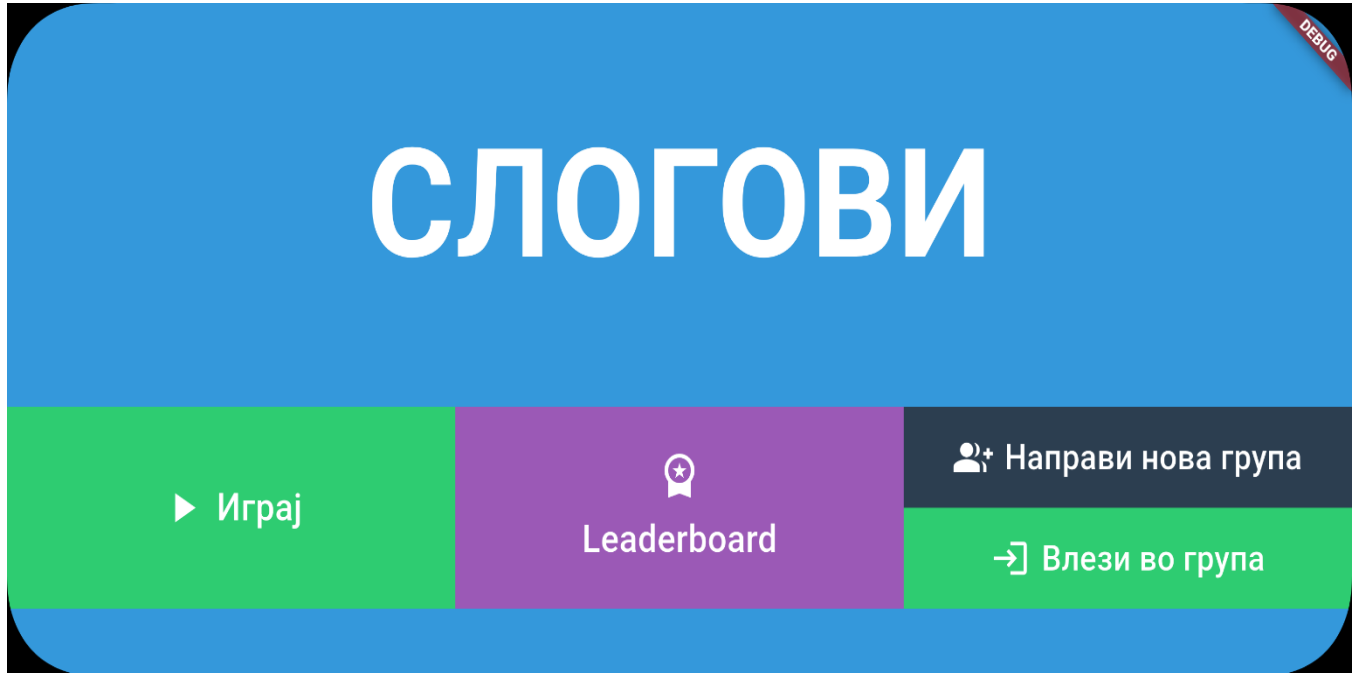 DEBUG
СЛОГОВИ
Играј
Leaderboard
Направи нова група
Влези во група